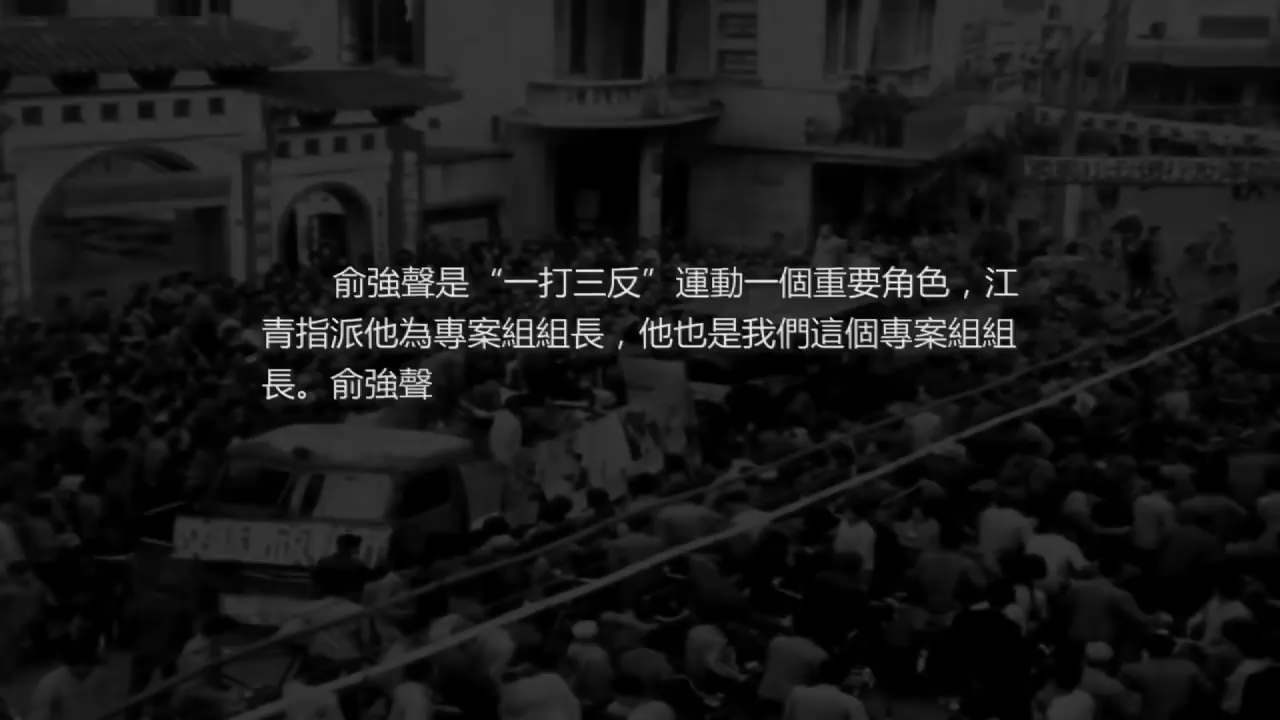 俞強聲是“一打三反”運動一個重要角色，江
青指派他為專案組組長，他也是我們這個專案組組
長。俞強聲